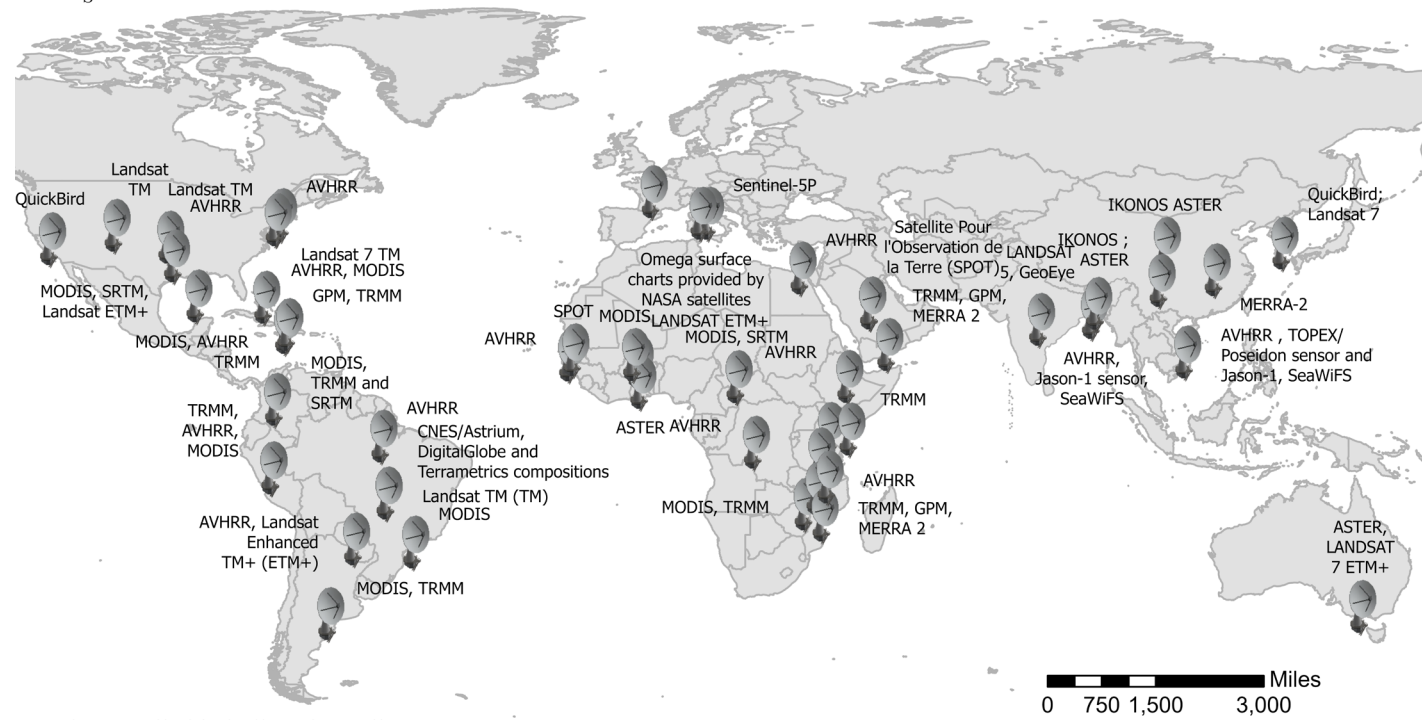 Landsat
TM
QuickBird
Landsat TM
AVHRR
AVHRR
Landsat 7 TM
AVHRR, MODIS
GPM, TRMM
MODIS, SRTM,
Landsat ETM+
MODIS, AVHRR
TRMM
MODIS,
TRMM and
SRTM
TRMM,
AVHRR,
MODIS
AVHRR
CNES/Astrium,
DigitalGlobe and
Terrametrics compositions
Landsat TM (TM)
MODIS
AVHRR, Landsat
Enhanced
TM+ (ETM+)
MODIS, TRMM
Sentinel-5P
AVHRR
Omega surface
charts provided by
NASA satellites
SPOT
MODIS
LANDSAT ETM+
MODIS, SRTM
AVHRR
AVHRR
ASTER
AVHRR
TRMM
AVHRR
MODIS, TRMM
TRMM, GPM,
MERRA 2
Satellite Pour
l'Observation de
la Terre (SPOT)
TRMM, GPM,
MERRA 2
LANDSAT
5, GeoEye
IKONOS ;
ASTER
IKONOS ASTER
QuickBird;
Landsat 7
MERRA-2
AVHRR,
Jason-1 sensor,
SeaWiFS
AVHRR , TOPEX/
Poseidon sensor and
Jason-1, SeaWiFS
ASTER,
LANDSAT
7 ETM+
Miles
0 750 1,500 3,000